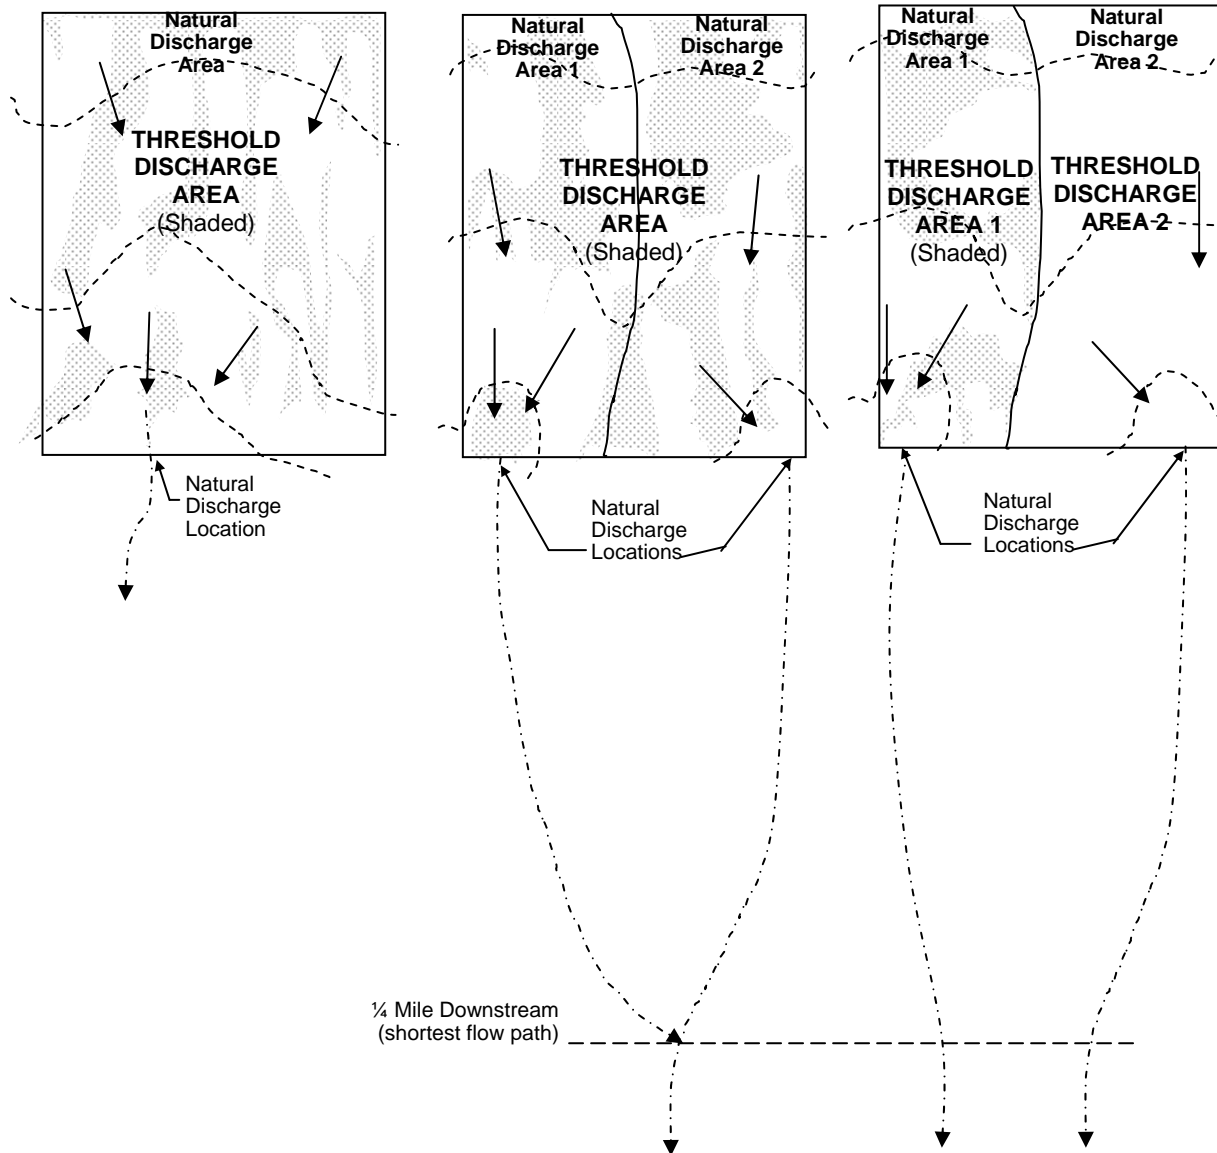 Natural
Discharge
Area
THRESHOLD
DISCHARGE
AREA
(Shaded)
Natural
Discharge
Location
Natural
Discharge
Area 1
Natural
Discharge
Area 2
THRESHOLD
DISCHARGE
AREA
(Shaded)
Natural
Discharge
Locations
Natural
Discharge
Area 1
Natural
Discharge
Area 2
THRESHOLD
DISCHARGE
AREA 1
(Shaded)
THRESHOLD
DISCHARGE
AREA 2
Natural
Discharge
Locations
¼ Mile Downstream
(shortest flow path)